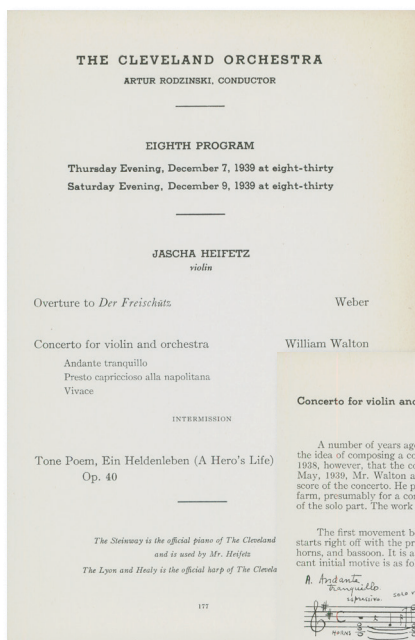 THE CLEVELAND ORCHESTRA
ARTUR RODZINSKI, CONDUCTOR
EIGHTH PROGRAM
Thursday Evening, December 7, 1939 at eight-thirty
Saturday Evening, December 9, 1939 at eight-thirty
JASCHA HEIFETZ
violin
Overture to Der Freischütz Weber
Concerto for violin and orchestra William Walton
Andante tranquillo
Presto capriccioso alla napolitana
Vivace
INTERMISSION
Tone Poem, Ein Heldenleben (A Hero's Life)
Op. 40
The Steinway is the official piano of The Cleveland
and is used by Mr. Heifetz
The Lyon and Healy is the official harp of The Clevela
177
Concerto for violin and
A number of years ago
the idea of composing a co
1938, however, that the co
May, 1939, Mr. Walton a
score of the concerto. He p
farm, presumably for a con
of the solo part. The work
The first movement b
starts right off with the pr
horns, and bassoon. It is a
cant initial motive is as fo
A. Andante
tranquillo
espressivo
solo
HORNS